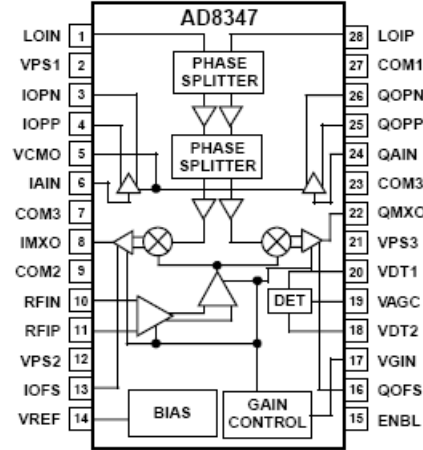 AD8347
LOIN 1 28 LOIP
VPS1 2 PHASE SPLITTER 27 COM1
IOPN 3 26 QOPN
IOPP 4 25 QOPP
VCMO 5 PHASE SPLITTER 24 QAIN
IAIN 6 23 COM3
COM3 7 22 QMXO
IMXO 8 21 VPS3
COM2 9 20 VDT1
RFIN 10 DET 19 VAGC
RFIP 11 18 VDT2
VPS2 12 17 VGIN
IOFS 13 16 QOFS
VREF 14 BIAS GAIN CONTROL 15 ENBL